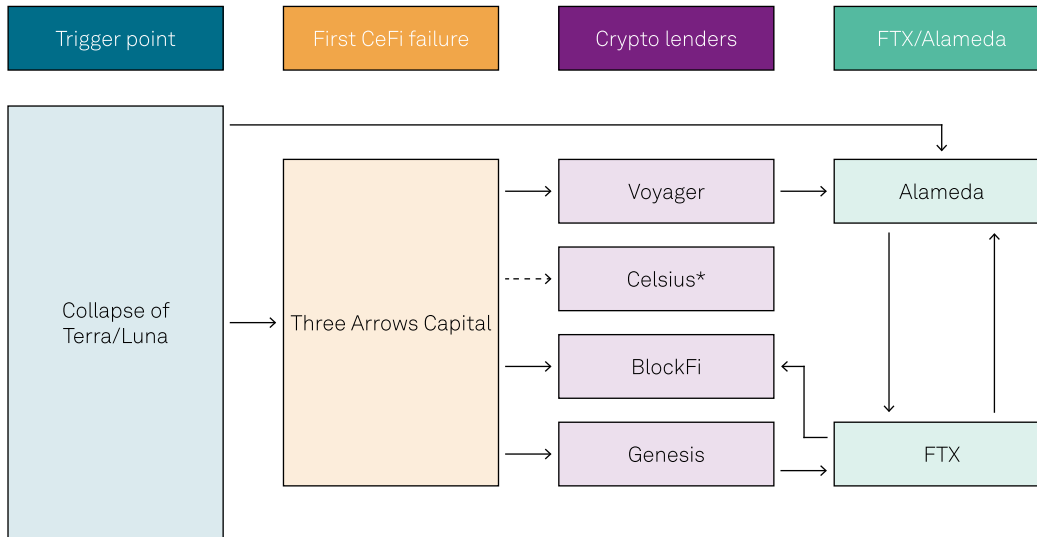 Trigger point
First CeFi failure
Crypto lenders
FTX/Alameda
Collapse of
Terra/Luna
Three Arrows Capital
Voyager
Celsius*
BlockFi
Genesis
Alameda
FTX